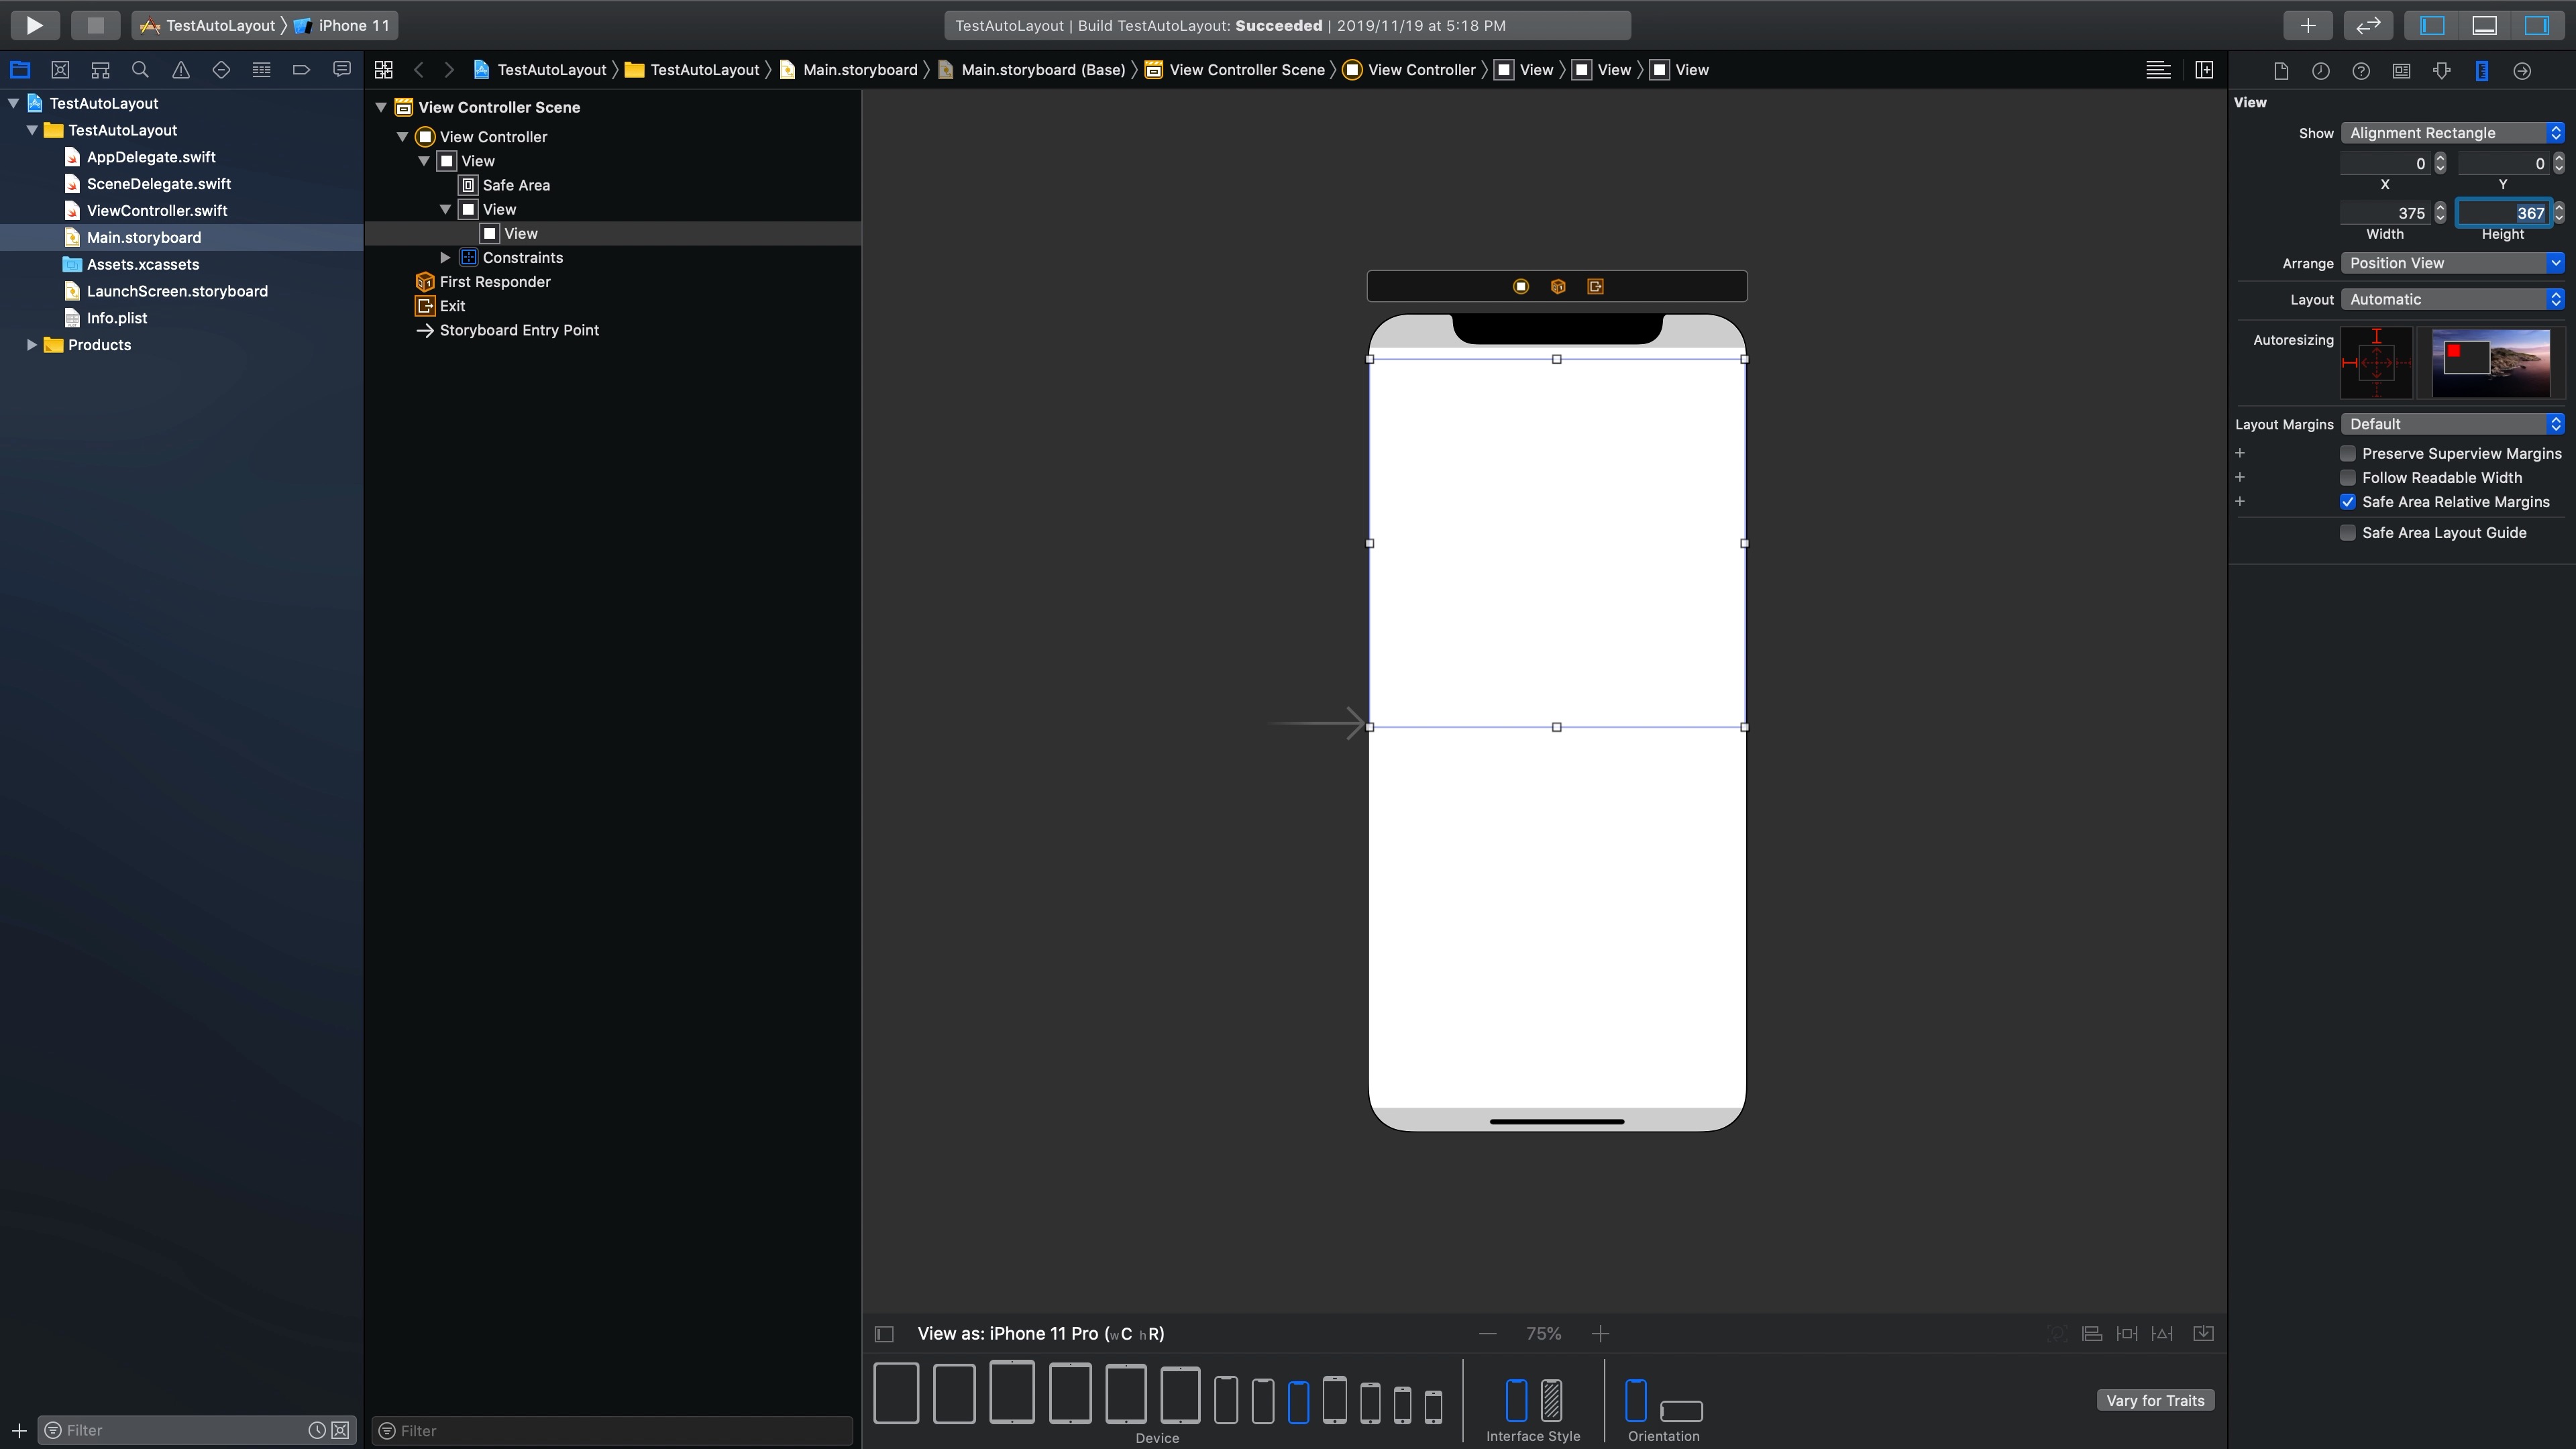 TestAutoLayout 〉 iPhone 11
TestAutoLayout | Build TestAutoLayout: Succeeded | 2019/11/19 at 5:18 PM
TestAutoLayout 〉 TestAutoLayout 〉 Main.storyboard 〉 Main.storyboard (Base) 〉 View Controller Scene 〉 View Controller 〉 View 〉 View 〉 View
TestAutoLayout
TestAutoLayout
AppDelegate.swift
SceneDelegate.swift
ViewController.swift
Main.storyboard
Assets.xcassets
LaunchScreen.storyboard
Info.plist
Products
Filter
View Controller Scene
View Controller
View
Safe Area
View
View
Constraints
First Responder
Exit
Storyboard Entry Point
Filter
View as: iPhone 11 Pro (wC hR)
75%
Device
Interface Style
Orientation
Vary for Traits
View
Show Alignment Rectangle
0 0
X Y
375 367
Width Height
Arrange Position View
Layout Automatic
Autoresizing
Layout Margins Default
Preserve Superview Margins
Follow Readable Width
Safe Area Relative Margins
Safe Area Layout Guide